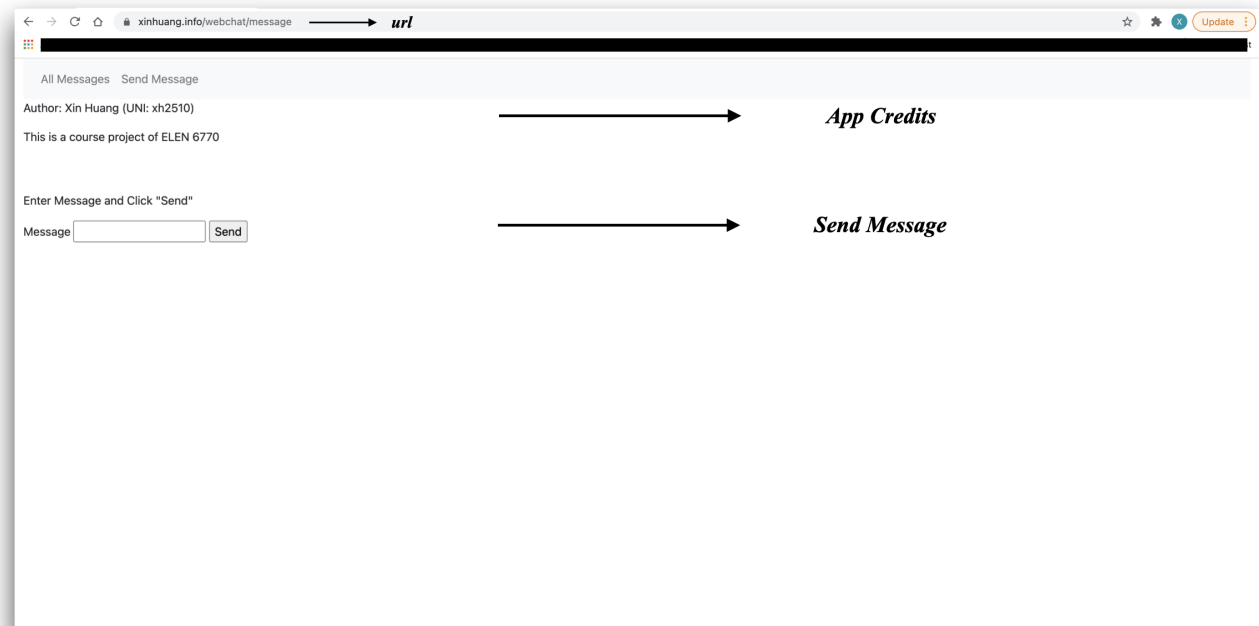 xinhuang.info/webchat/message url X Update
t
All Messages Send Message
Author: Xin Huang (UNI: xh2510) App Credits
This is a course project of ELEN 6770
Enter Message and Click "Send"
Message Send Send Message